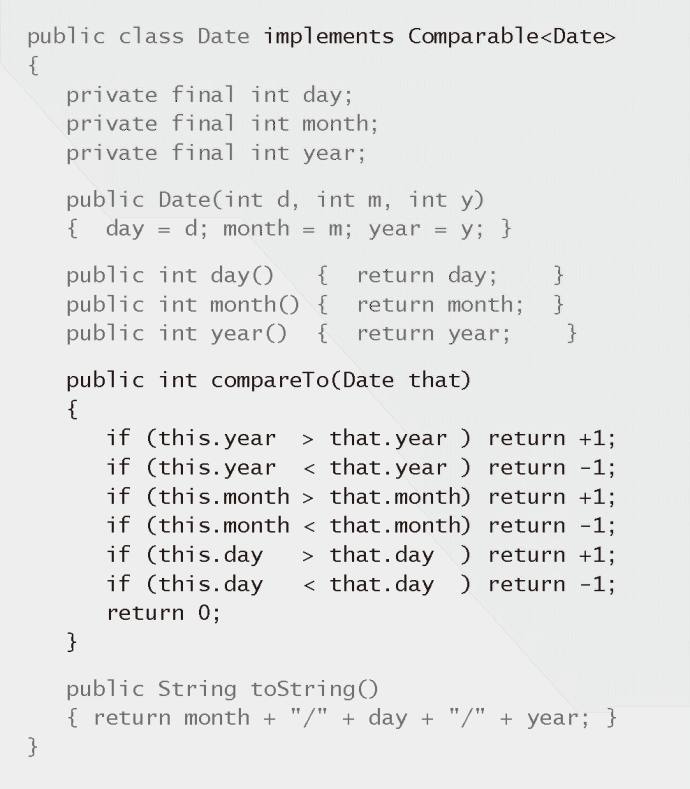 public class Date implements Comparable<Date>
{
   private final int day;
   private final int month;
   private final int year;
   public Date(int d, int m, int y)
   {  day = d; month = m; year = y; }
   public int day()   {  return day;    }
   public int month() {  return month;  }
   public int year()  {  return year;    }
   public int compareTo(Date that)
   {
      if (this.year  > that.year ) return +1;
      if (this.year  < that.year ) return -1;
      if (this.month > that.month) return +1;
      if (this.month < that.month) return -1;
      if (this.day   > that.day  ) return +1;
      if (this.day   < that.day  ) return -1;
      return 0;
   }
   public String toString()
   { return month + "/" + day + "/" + year; }
}